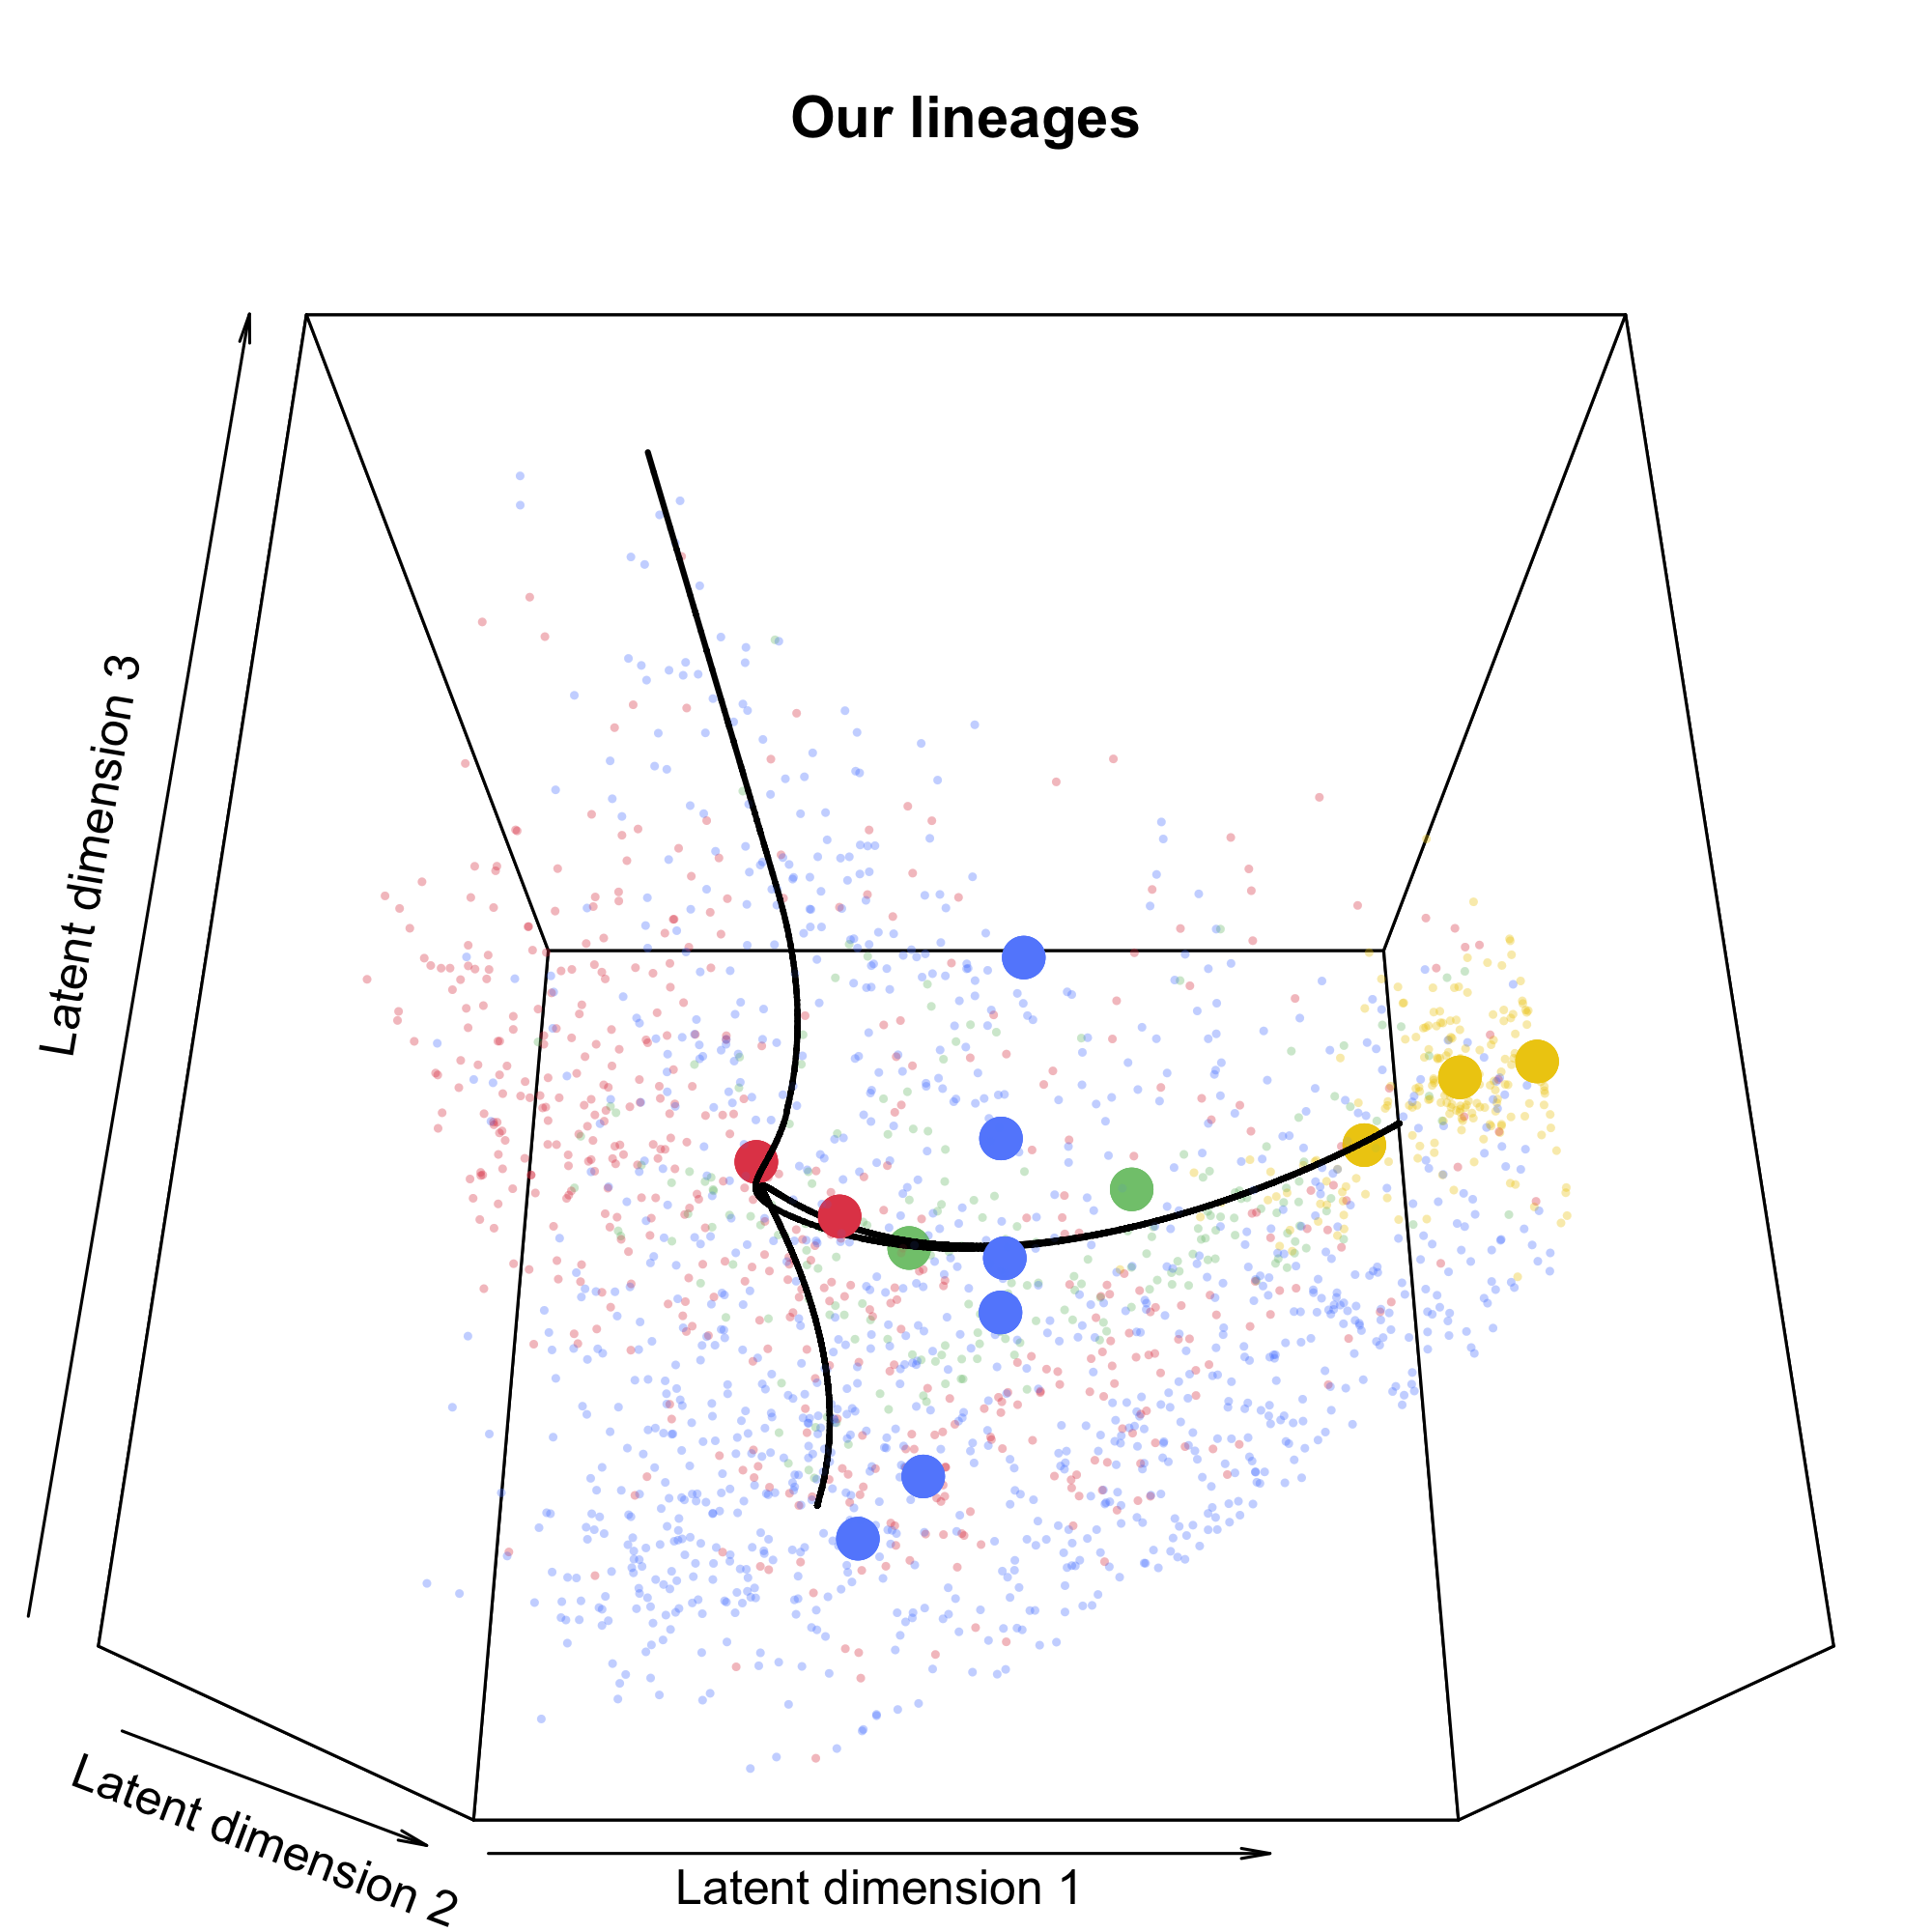 Our lineages
Latent dimension 3
Latent dimension 2
Latent dimension 1